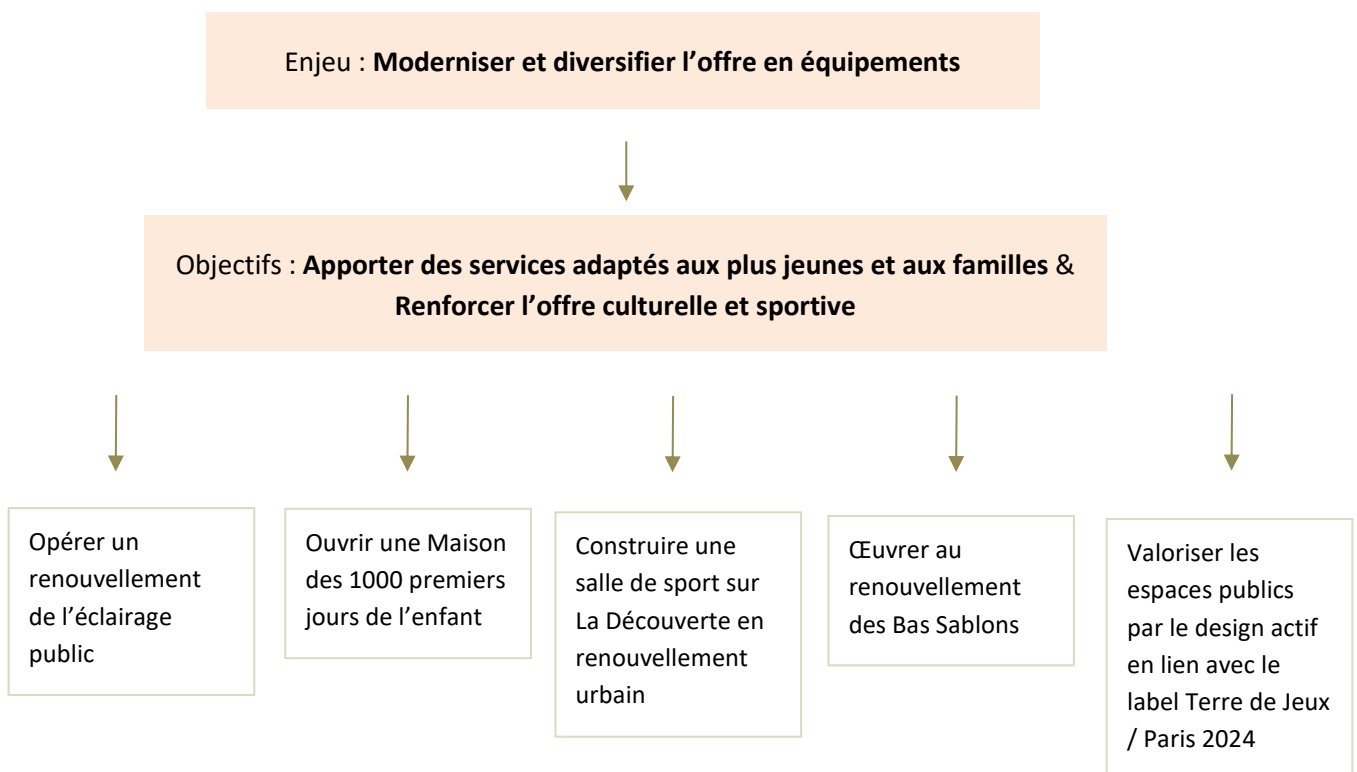 Enjeu : Moderniser et diversifier l’offre en équipements
Objectifs : Apporter des services adaptés aux plus jeunes et aux familles &
Renforcer l’offre culturelle et sportive
Opérer un
renouvellement
de l’éclairage
public
Ouvrir une Maison
des 1000 premiers
jours de l’enfant
Construire une
salle de sport sur
La Découverte en
renouvellement
urbain
Œuvrer au
renouvellement
des Bas Sablons
Valoriser les
espaces publics
par le design actif
en lien avec le
label Terre de Jeux
/ Paris 2024